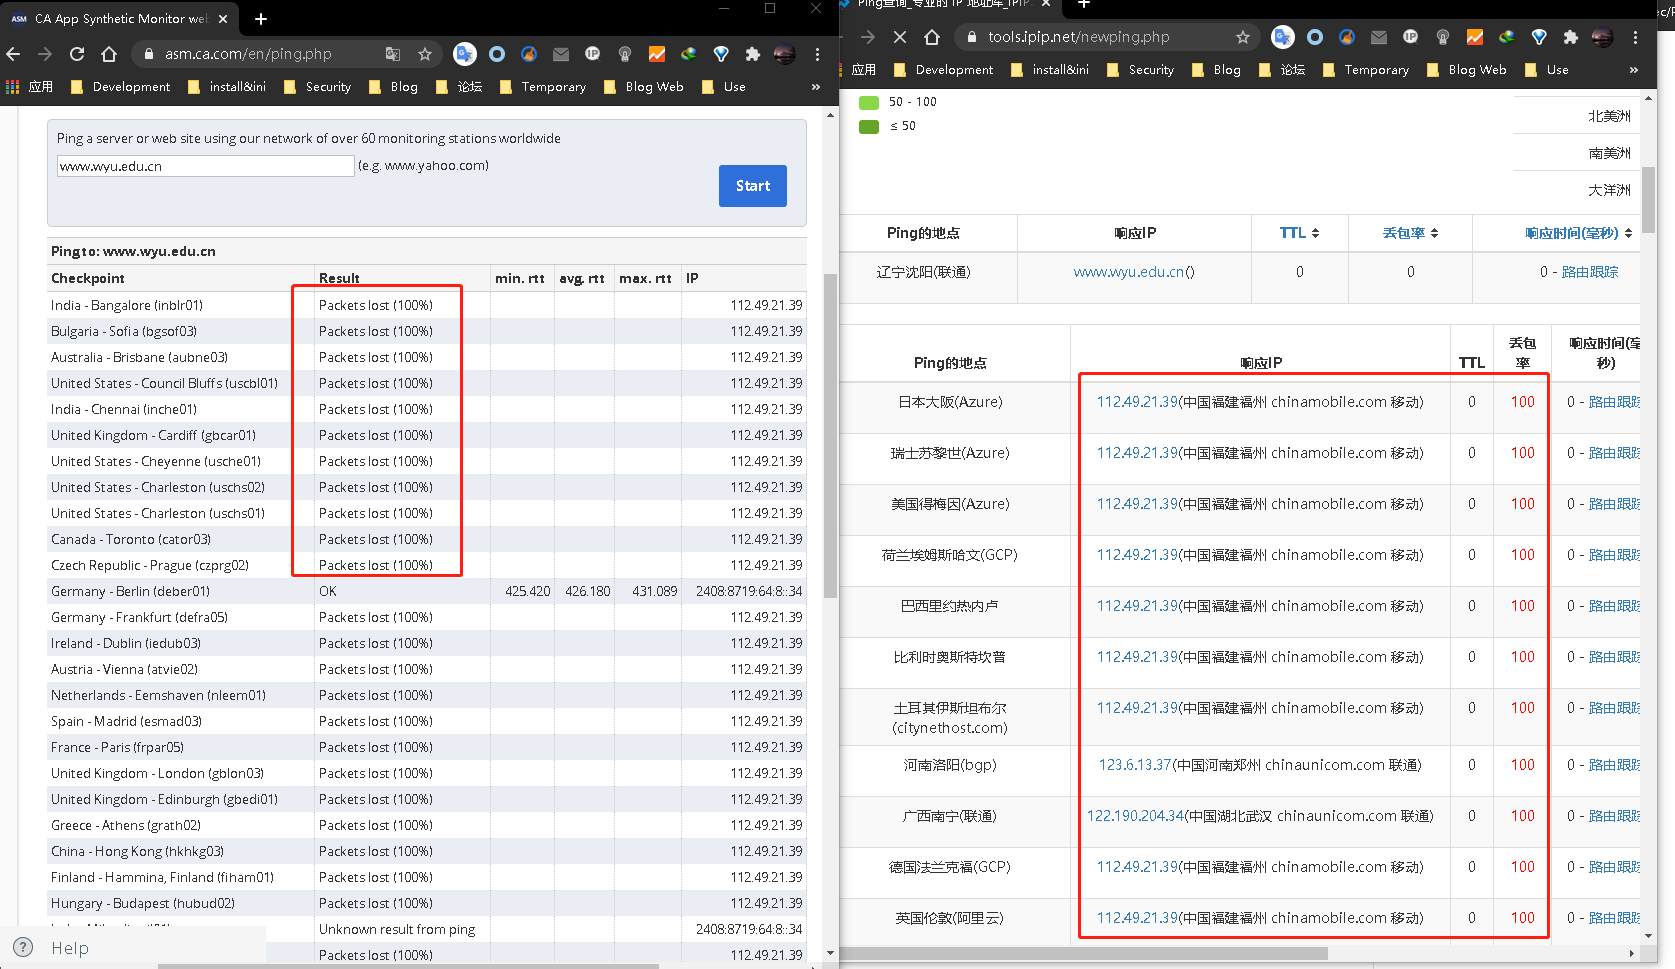 CA App Synthetic Monitor web
asm.ca.com/en/ping.php
应用 Development install&ini Security Blog 论坛 Temporary Blog Web Use »
Ping a server or web site using our network of over 60 monitoring stations worldwide
www.wyu.edu.cn (e.g. www.yahoo.com)
Start
Ping to: www.wyu.edu.cn
Checkpoint Result min. rtt avg. rtt max. rtt IP
India - Bangalore (inblr01) Packets lost (100%) 112.49.21.39
Bulgaria - Sofia (bgsof03) Packets lost (100%) 112.49.21.39
Australia - Brisbane (aubne03) Packets lost (100%) 112.49.21.39
United States - Council Bluffs (uscbl01) Packets lost (100%) 112.49.21.39
India - Chennai (inche01) Packets lost (100%) 112.49.21.39
United Kingdom - Cardiff (gbcar01) Packets lost (100%) 112.49.21.39
United States - Cheyenne (usche01) Packets lost (100%) 112.49.21.39
United States - Charleston (uschs02) Packets lost (100%) 112.49.21.39
United States - Charleston (uschs01) Packets lost (100%) 112.49.21.39
Canada - Toronto (cator03) Packets lost (100%) 112.49.21.39
Czech Republic - Prague (czprg02) Packets lost (100%) 112.49.21.39
Germany - Berlin (deber01) OK 425.420 426.180 431.089 2408:8719:64:8::34
Germany - Frankfurt (defra05) Packets lost (100%) 112.49.21.39
Ireland - Dublin (iedub03) Packets lost (100%) 112.49.21.39
Austria - Vienna (atvie02) Packets lost (100%) 112.49.21.39
Netherlands - Eemshaven (nleem01) Packets lost (100%) 112.49.21.39
Spain - Madrid (esmad03) Packets lost (100%) 112.49.21.39
France - Paris (frpar05) Packets lost (100%) 112.49.21.39
United Kingdom - London (gblon03) Packets lost (100%) 112.49.21.39
United Kingdom - Edinburgh (gbedi01) Packets lost (100%) 112.49.21.39
Greece - Athens (grath02) Packets lost (100%) 112.49.21.39
China - Hong Kong (hkhkg03) Packets lost (100%) 112.49.21.39
Finland - Hammina, Finland (fiham01) Packets lost (100%) 112.49.21.39
Hungary - Budapest (hubud02) Packets lost (100%) 112.49.21.39
Unknown result from ping 2408:8719:64:8::34
Packets lost (100%) 112.49.21.39
Help
Ping查询_专业的 IP 地址库_IPIP.
tools.ipip.net/newping.php
应用 Development install&ini Security Blog 论坛 Temporary Blog Web Use »
50 - 100
≤ 50
北美洲
南美洲
大洋洲
Ping的地点 响应IP TTL 丢包率 响应时间(毫秒)
辽宁沈阳(联通) www.wyu.edu.cn() 0 0 0 - 路由跟踪
Ping的地点 响应IP TTL 丢包率 响应时间(毫秒)
日本大阪(Azure) 112.49.21.39(中国福建福州 chinamobile.com 移动) 0 100 0 - 路由跟踪
瑞士苏黎世(Azure) 112.49.21.39(中国福建福州 chinamobile.com 移动) 0 100 0 - 路由跟踪
美国得梅因(Azure) 112.49.21.39(中国福建福州 chinamobile.com 移动) 0 100 0 - 路由跟踪
荷兰埃姆斯哈文(GCP) 112.49.21.39(中国福建福州 chinamobile.com 移动) 0 100 0 - 路由跟踪
巴西里约热内卢 112.49.21.39(中国福建福州 chinamobile.com 移动) 0 100 0 - 路由跟踪
比利时奥斯特坎普 112.49.21.39(中国福建福州 chinamobile.com 移动) 0 100 0 - 路由跟踪
土耳其伊斯坦布尔(citynethost.com) 112.49.21.39(中国福建福州 chinamobile.com 移动) 0 100 0 - 路由跟踪
河南洛阳(bgp) 123.6.13.37(中国河南郑州 chinaunicom.com 联通) 0 100 0 - 路由跟踪
广西南宁(联通) 122.190.204.34(中国湖北武汉 chinaunicom.com 联通) 0 100 0 - 路由跟踪
德国法兰克福(GCP) 112.49.21.39(中国福建福州 chinamobile.com 移动) 0 100 0 - 路由跟踪
英国伦敦(阿里云) 112.49.21.39(中国福建福州 chinamobile.com 移动) 0 100 0 - 路由跟踪